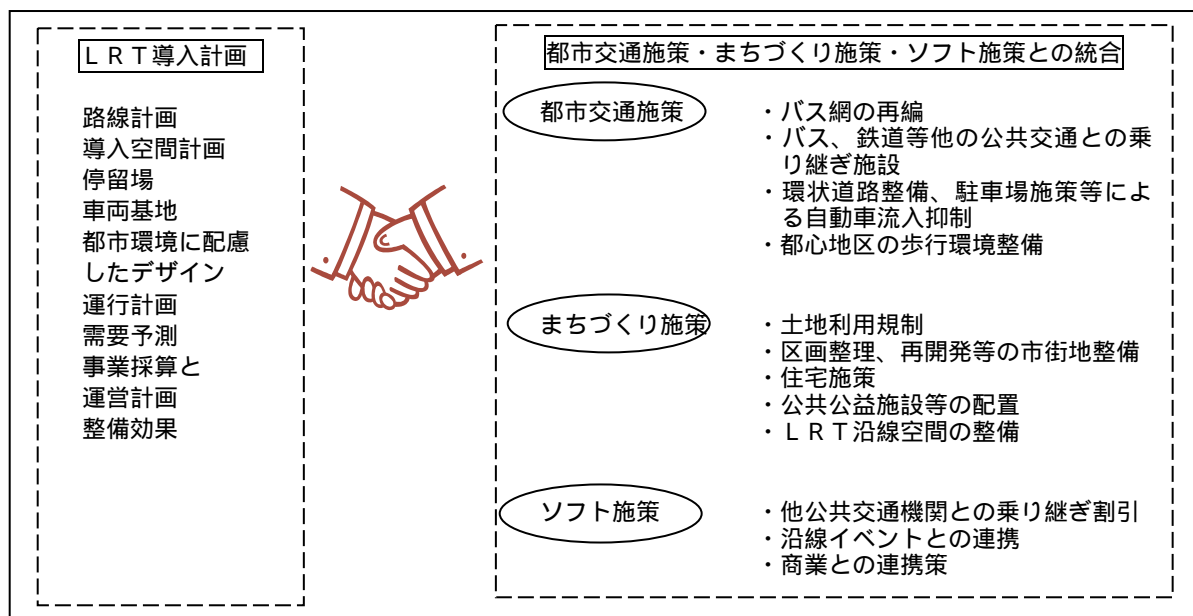 ＬＲＴ導入計画
路線計画
導入空間計画
停留場
車両基地
都市環境に配慮
したデザイン
運行計画
需要予測
事業採算と
運営計画
整備効果
都市交通施策・まちづくり施策・ソフト施策との統合
都市交通施策
・バス網の再編
・バス、鉄道等他の公共交通との乗
り継ぎ施設
・環状道路整備、駐車場施策等によ
る自動車流入抑制
・都心地区の歩行環境整備
まちづくり施策
・土地利用規制
・区画整理、再開発等の市街地整備
・住宅施策
・公共公益施設等の配置
・ＬＲＴ沿線空間の整備
ソフト施策
・他公共交通機関との乗り継ぎ割引
・沿線イベントとの連携
・商業との連携策